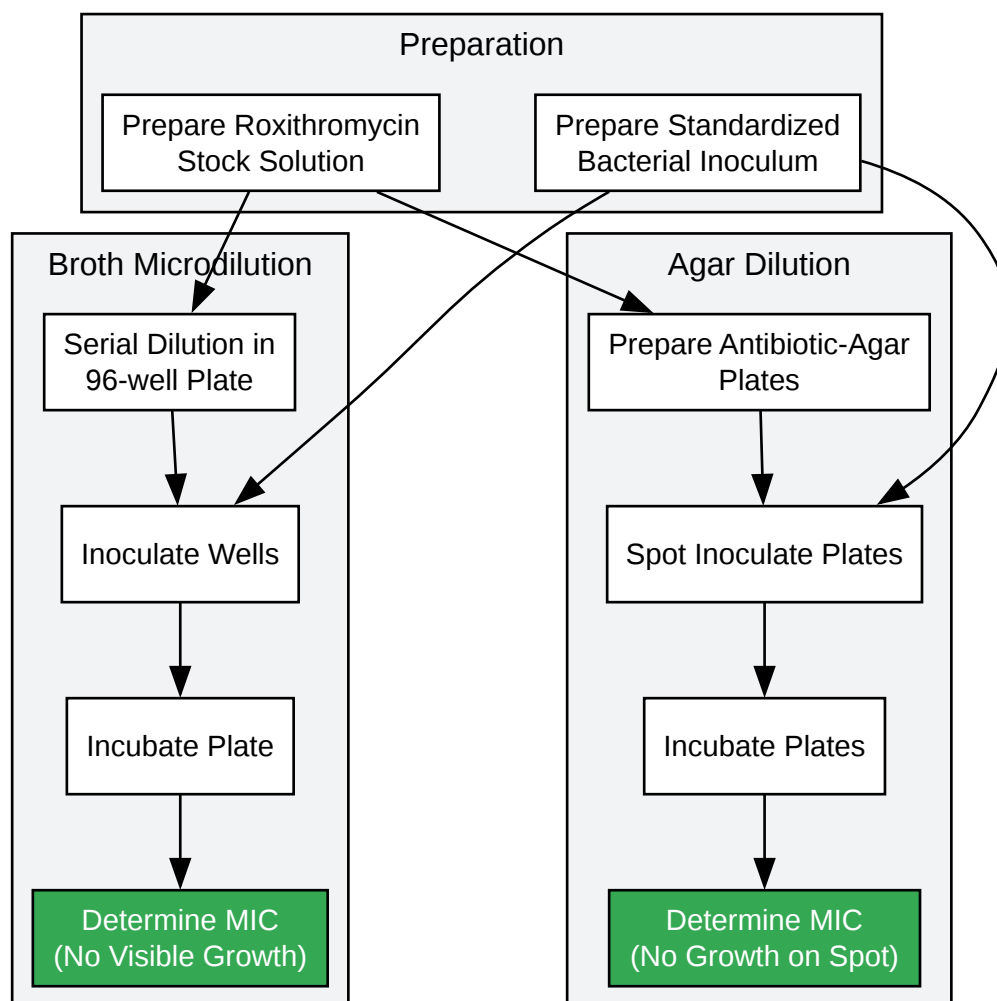 Preparation
Prepare Roxithromycin
Stock Solution
Prepare Standardized
Bacterial Inoculum
Broth Microdilution
Serial Dilution in
96-well Plate
Inoculate Wells
Incubate Plate
Determine MIC
(No Visible Growth)
Agar Dilution
Prepare Antibiotic-Agar
Plates
Spot Inoculate Plates
Incubate Plates
Determine MIC
(No Growth on Spot)